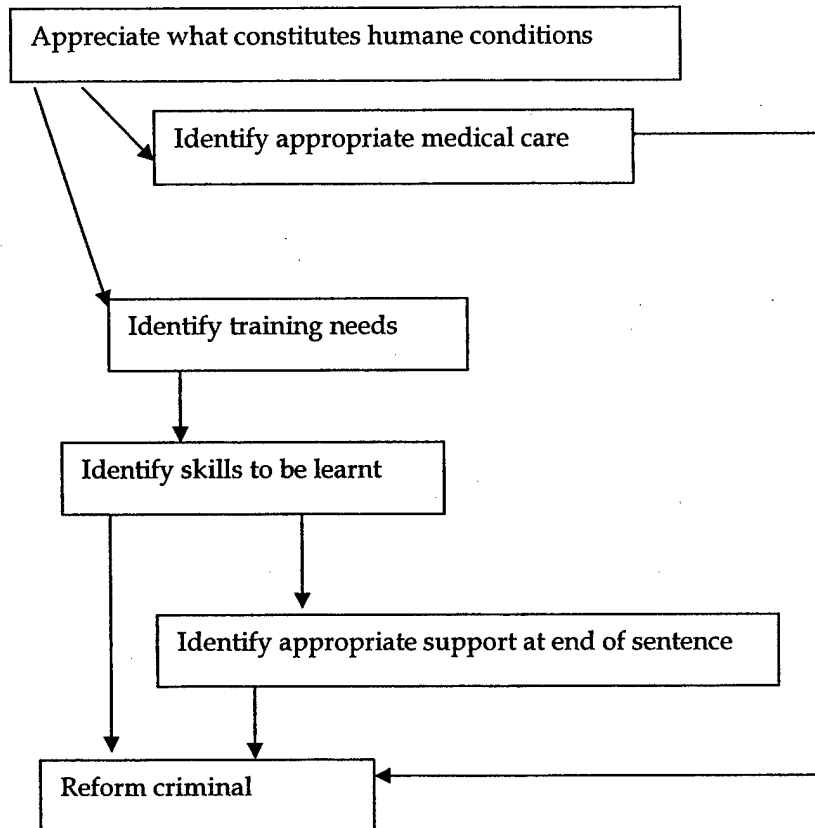 Appreciate what constitutes humane conditions
Identify appropriate medical care
Identify training needs
Identify skills to be learnt
Identify appropriate support at end of sentence
Reform criminal